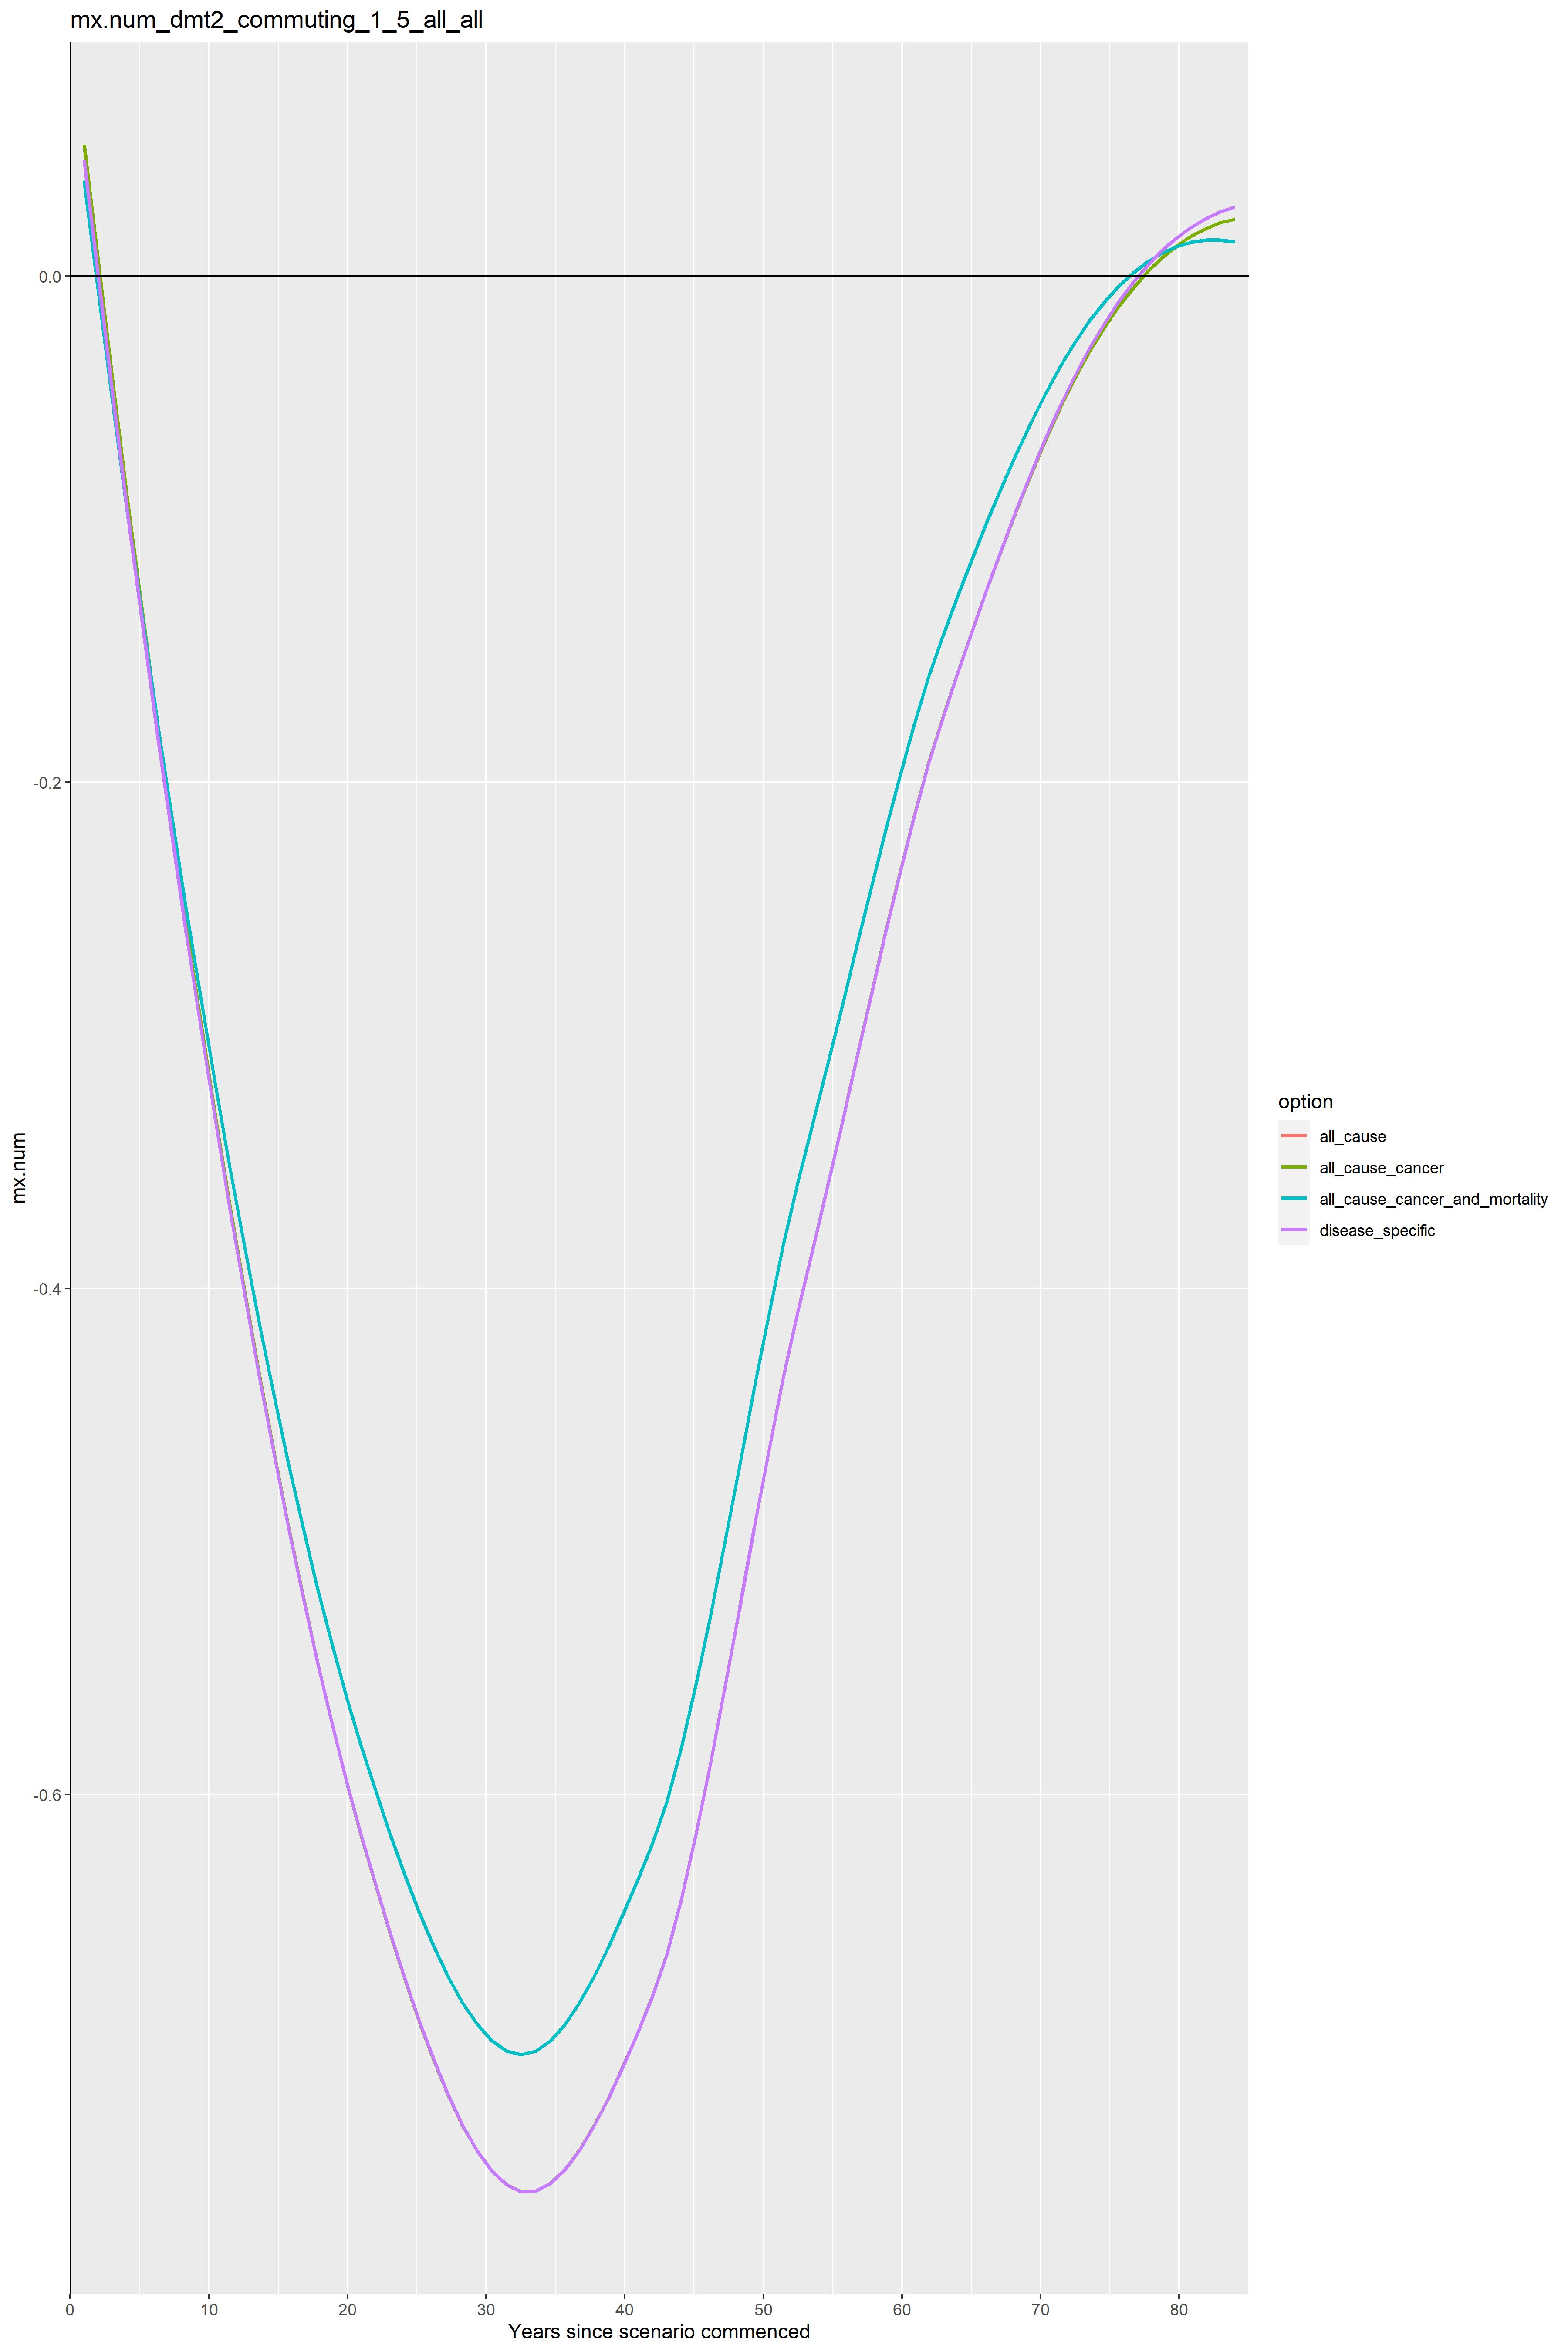 mx.num_dmt2_commuting_1_5_all_all
0.0
-0.2
-0.4
-0.6
mx.num
0 10 20 30 40 50 60 70 80
Years since scenario commenced
option
all_cause
all_cause_cancer
all_cause_cancer_and_mortality
disease_specific